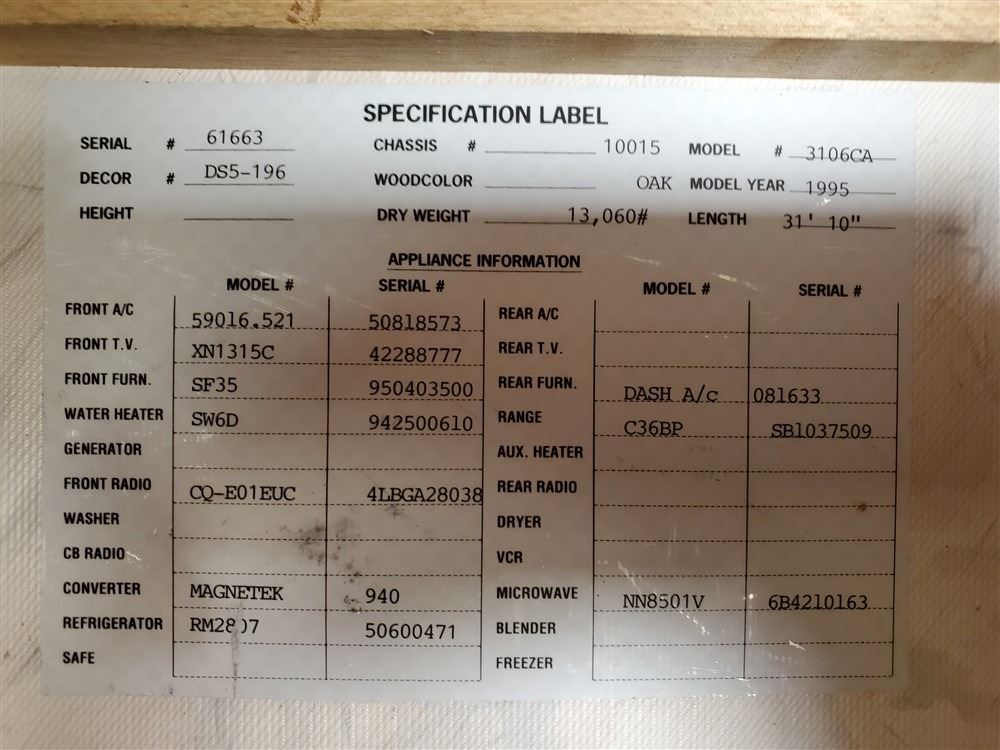 SPECIFICATION LABEL
SERIAL # 61663 CHASSIS # 10015 MODEL # 3106CA
DECOR # DS5-196 WOODCOLOR OAK MODEL YEAR 1995
HEIGHT DRY WEIGHT 13,060# LENGTH 31' 10"
APPLIANCE INFORMATION
MODEL # SERIAL # MODEL # SERIAL #
FRONT A/C 59016.521 50818573 REAR A/C
FRONT T.V. XN1315C 42288777 REAR T.V.
FRONT FURN. SF35 950403500 REAR FURN. DASH A/c 081633
WATER HEATER SW6D 942500610 RANGE C36BP SB1037509
GENERATOR AUX. HEATER
FRONT RADIO CQ-E01EUC 4LBGA28038 REAR RADIO
WASHER DRYER
CB RADIO VCR
CONVERTER MAGNETEK 940 MICROWAVE NN8501V 6B4210163
REFRIGERATOR 50600471 BLENDER
SAFE FREEZER